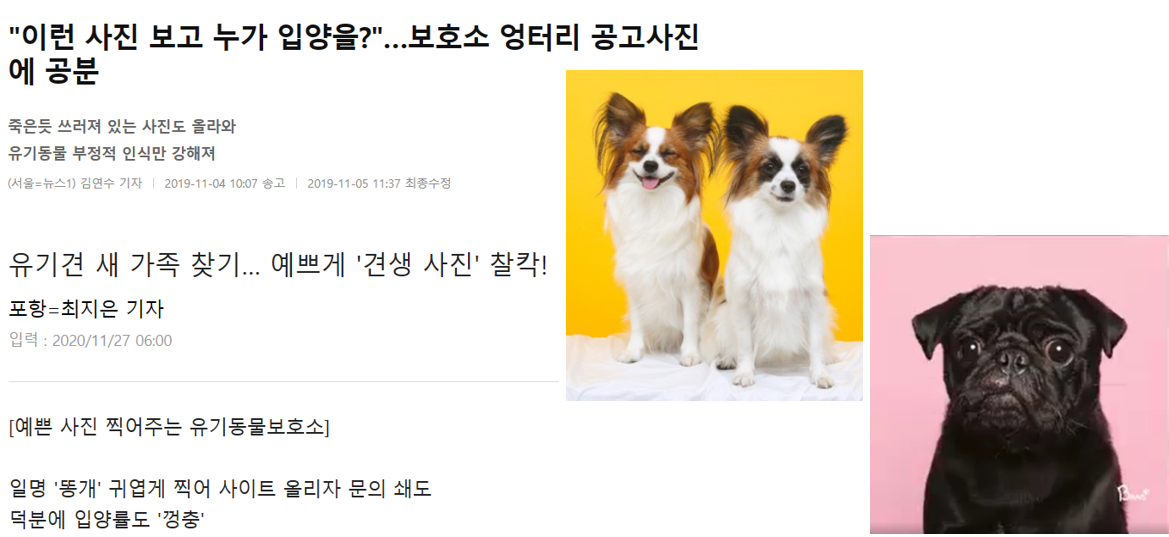 "이런 사진 보고 누가 입양을?"...보호소 엉터리 공고사진
에 공분
죽은듯 쓰러져 있는 사진도 올라와
유기동물 부정적 인식만 강해져
(서울=뉴스1) 김연수 기자 | 2019-11-04 10:07 송고 | 2019-11-05 11:37 최종수정
유기견 새 가족 찾기... 예쁘게 '견생 사진' 찰칵!
포항=최지은 기자
입력 : 2020/11/27 06:00
[예쁜 사진 찍어주는 유기동물보호소]
일명 '똥개' 귀엽게 찍어 사이트 올리자 문의 쇄도
덕분에 입양률도 '껑충'